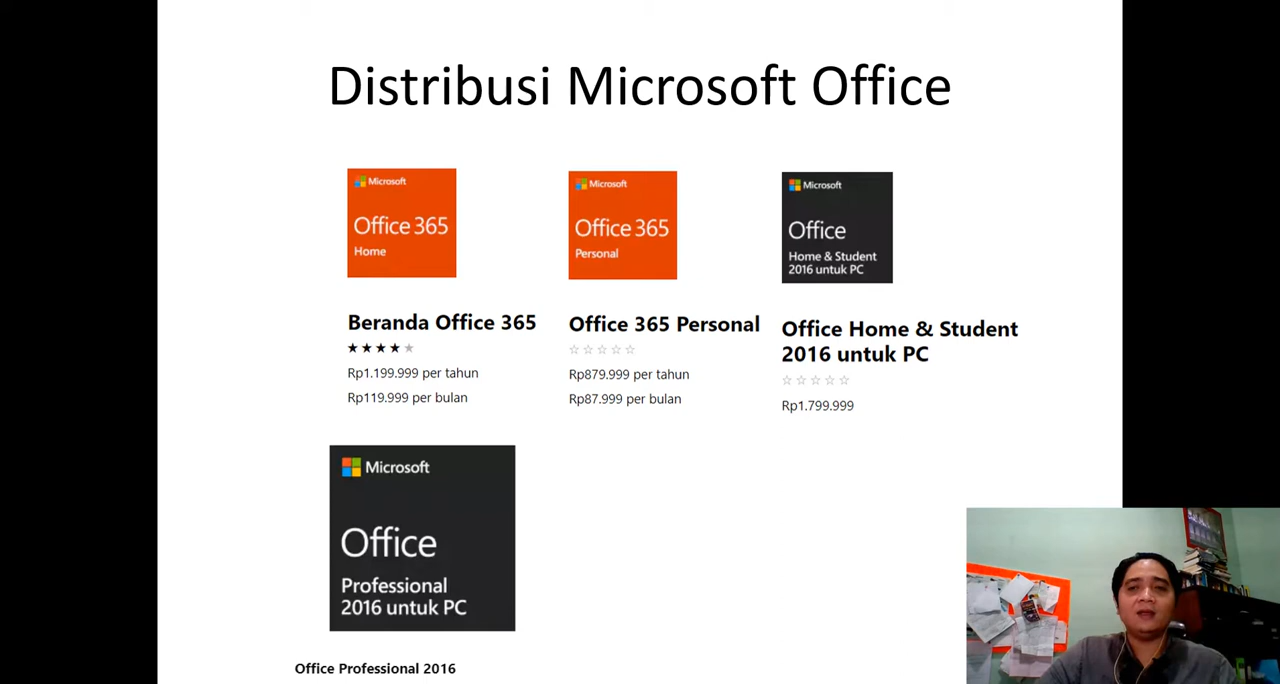 Distribusi Microsoft Office
Microsoft
Office 365
Home
Beranda Office 365
★★★★★
Rp1.199.999 per tahun
Rp119.999 per bulan
Microsoft
Office 365
Personal
Office 365 Personal
☆☆☆☆☆
Rp879.999 per tahun
Rp87.999 per bulan
Microsoft
Office
Home & Student
2016 untuk PC
Office Home & Student
2016 untuk PC
☆☆☆☆☆
Rp1.799.999
Microsoft
Office
Professional
2016 untuk PC
Office Professional 2016